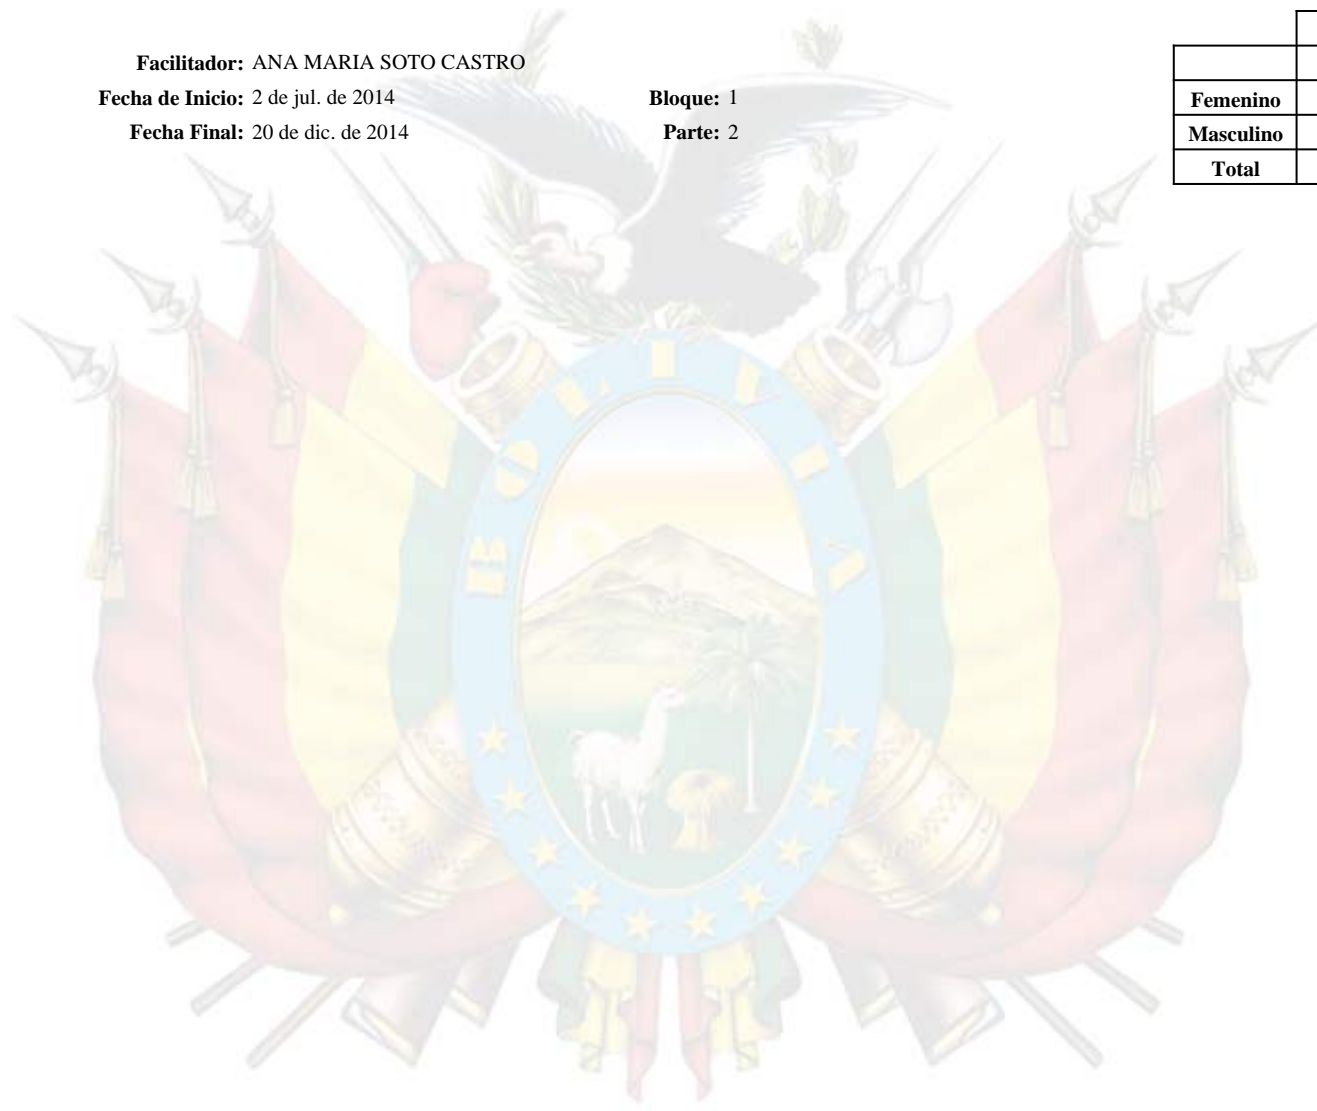 Facilitador: ANA MARIA SOTO CASTRO
Fecha de Inicio: 2 de jul. de 2014 Bloque: 1
Fecha Final: 20 de dic. de 2014 Parte: 2
Femenino
Masculino
Total
BOLIVIA